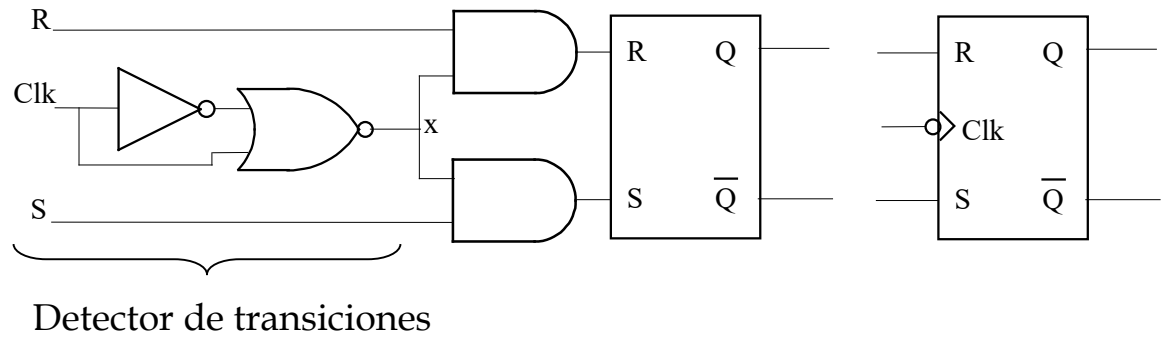 R
Clk
S
x
R Q
S Q̅
R Q
Clk
S Q̅
Detector de transiciones